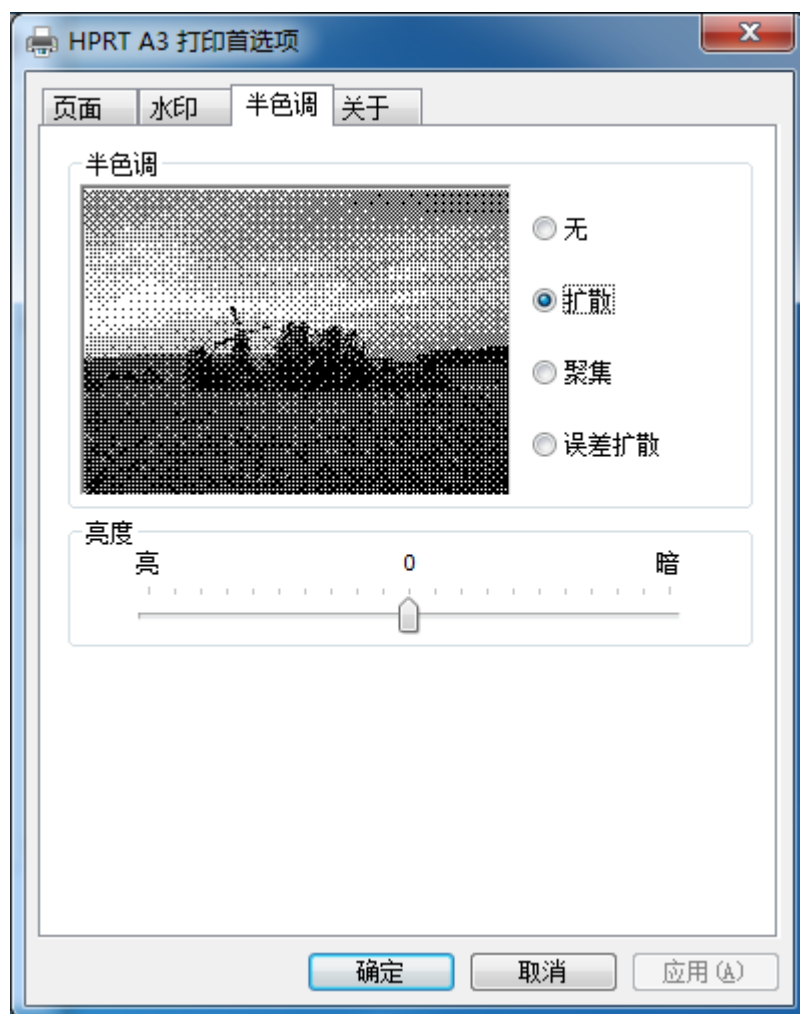 HPRT A3 打印首选项
页面 水印 半色调 关于
半色调
无
扩散
聚集
误差扩散
亮度
亮 0 暗
确定 取消 应用(A)